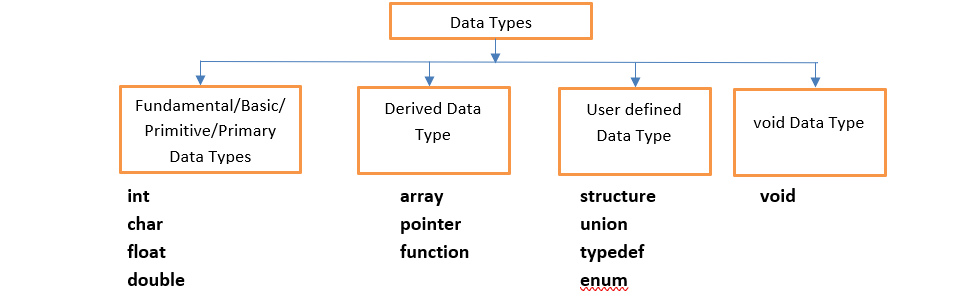 Data Types
Fundamental/Basic/
Primitive/Primary
Data Types
Derived Data
Type
User defined
Data Type
void Data Type
int
char
float
double
array
pointer
function
structure
union
typedef
enum
void